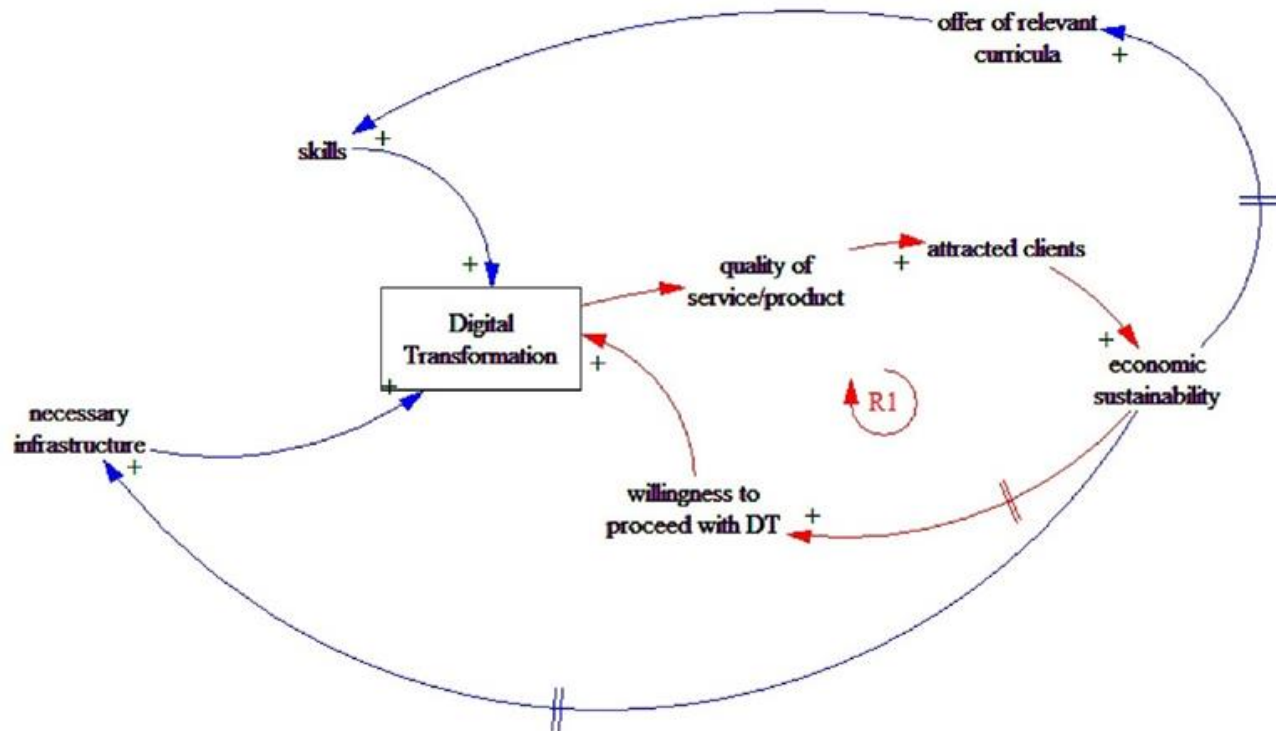 offer of relevant
curricula
+
+
skills
+
quality of
service/product
+
attracted clients
Digital
Transformation
+
+
+
economic
sustainability
R1
necessary
infrastructure
+
willingness to
proceed with DT
+